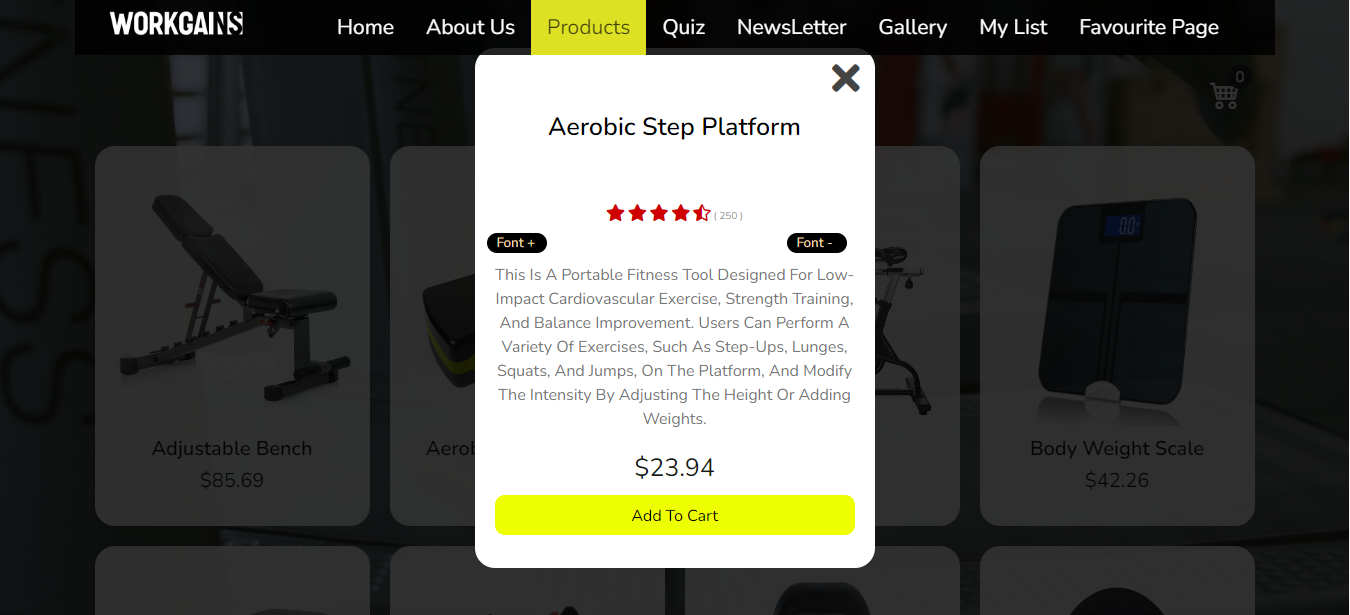 WORKGAINS
Home
About Us
Products
Quiz
NewsLetter
Gallery
My List
Favourite Page
0
Aerobic Step Platform
( 250 )
Font +
Font -
This Is A Portable Fitness Tool Designed For Low-
Impact Cardiovascular Exercise, Strength Training,
And Balance Improvement. Users Can Perform A
Variety Of Exercises, Such As Step-Ups, Lunges,
Squats, And Jumps, On The Platform, And Modify
The Intensity By Adjusting The Height Or Adding
Weights.
$23.94
Add To Cart
Adjustable Bench
$85.69
Body Weight Scale
$42.26